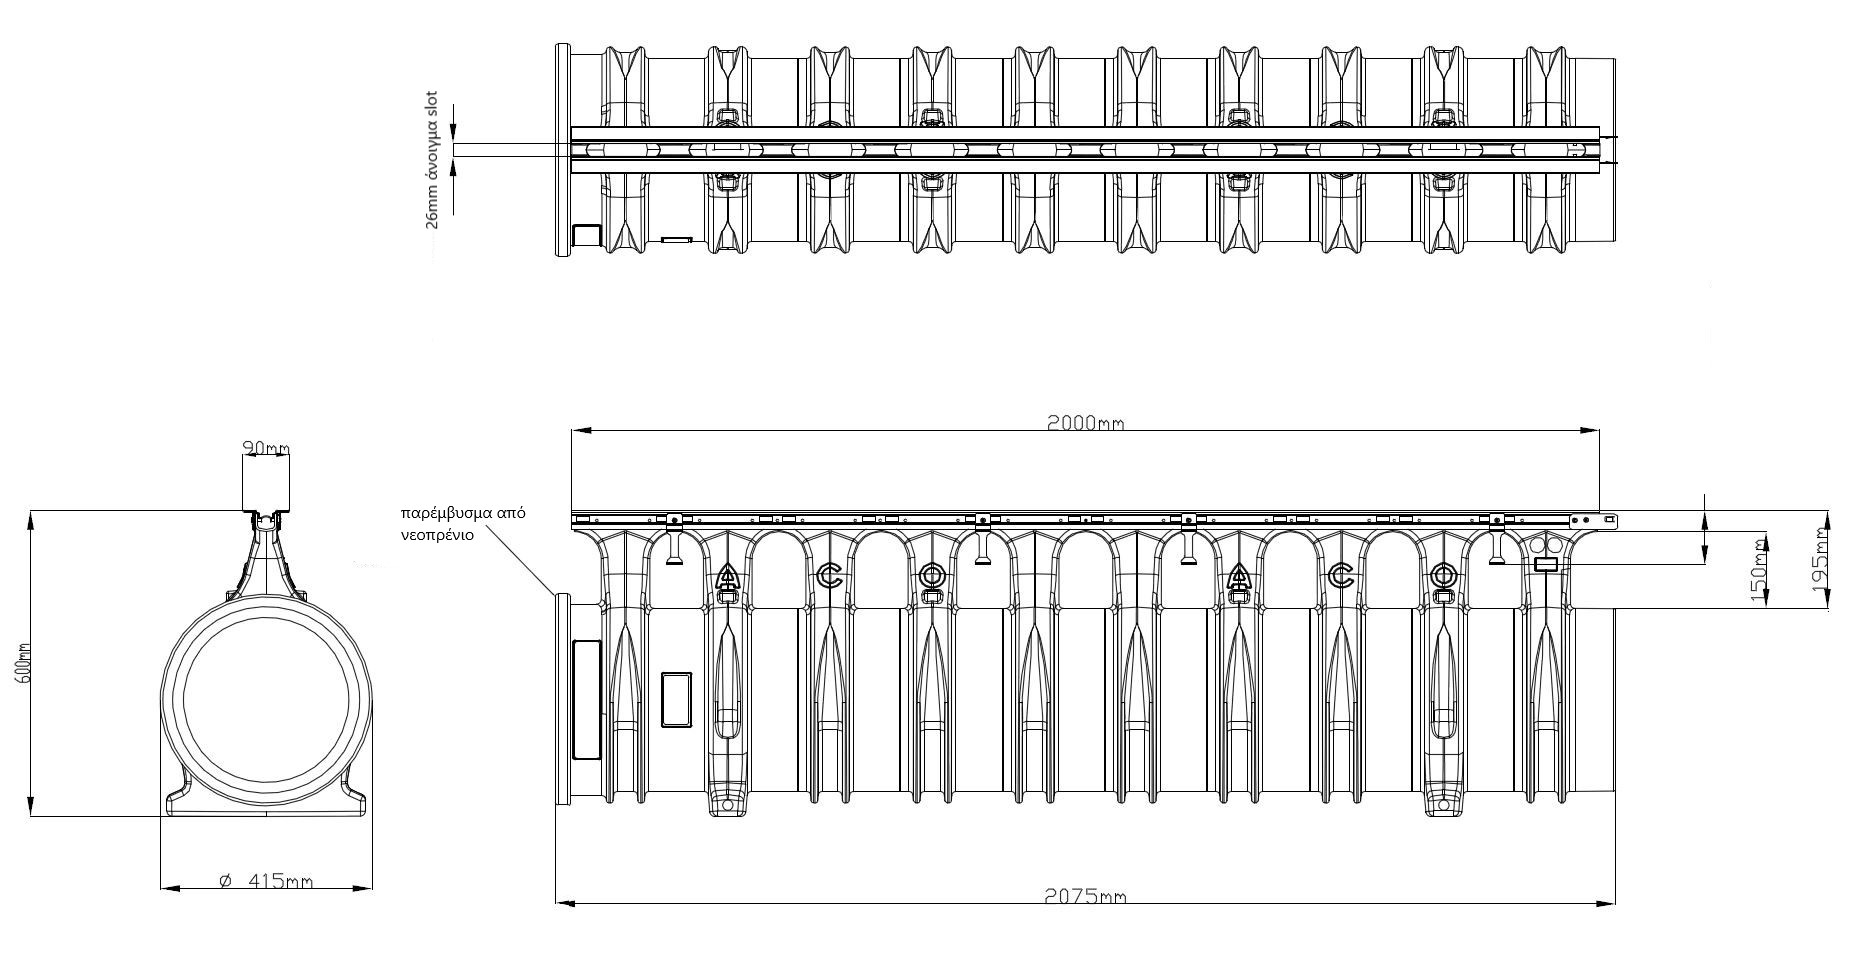 26mm άνοιγμα slot
2000mm
90mm
παρέμβυσμα από
νεοπρένιο
150mm
195mm
A C O A C O
600mm
Ø 415mm
2075mm